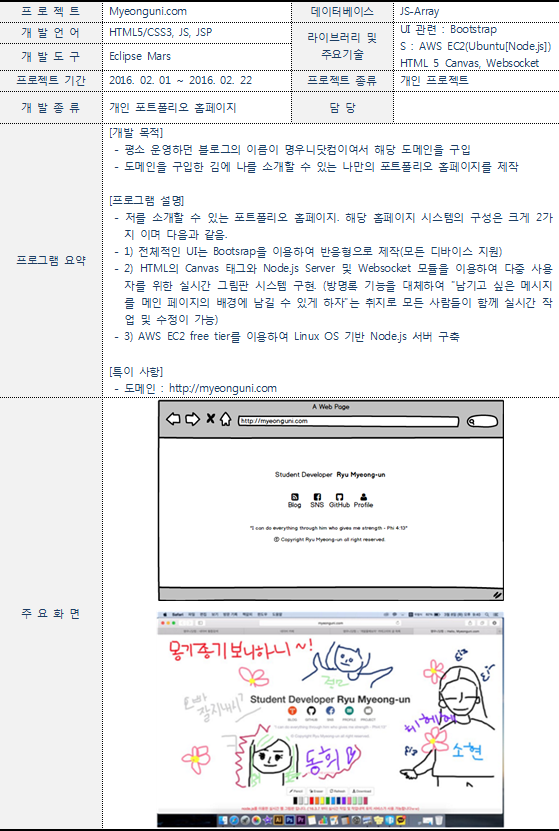 프 로 젝 트 Myeonguni.com 데이터베이스 JS-Array
개 발 언 어 HTML5/CSS3, JS, JSP 라이브러리 및 주요기술 UI 관련 : Bootstrap
S : AWS EC2(Ubuntu[Node.js])
개 발 도 구 Eclipse Mars HTML 5 Canvas, Websocket
프로젝트 기간 2016. 02. 01 ~ 2016. 02. 22 프로젝트 종류 개인 프로젝트
개 발 종 류 개인 포트폴리오 홈페이지 담 당
프로그램 요약
[개발 목적]
- 평소 운영하던 블로그의 이름이 명우니닷컴이여서 해당 도메인을 구입
- 도메인을 구입한 김에 나를 소개할 수 있는 나만의 포트폴리오 홈페이지를 제작
[프로그램 설명]
- 저를 소개할 수 있는 포트폴리오 홈페이지. 해당 홈페이지 시스템의 구성은 크게 2가
지 이며 다음과 같음.
- 1) 전체적인 UI는 Bootsrap을 이용하여 반응형으로 제작(모든 디바이스 지원)
- 2) HTML의 Canvas 태그와 Node.js Server 및 Websocket 모듈을 이용하여 다중 사용
자를 위한 실시간 그림판 시스템 구현. (방명록 기능을 대체하여 "남기고 싶은 메시지
를 메인 페이지의 배경에 남길 수 있게 하자"는 취지로 모든 사람들이 함께 실시간 작
업 및 수정이 가능)
- 3) AWS EC2 free tier를 이용하여 Linux OS 기반 Node.js 서버 구축
[특이 사항]
- 도메인 : http://myeonguni.com
주 요 화 면
A Web Page
http://myeonguni.com
Student Developer Ryu Myeong-un
Blog SNS GitHub Profile
"I can do everything through him who gives me strength - Phi 4:13"
© Copyright Ryu Myeong-un all right reserved.
Safari
myeonguni.com
몽기종기보니하니~!
Student Developer Ryu Myeong-un
BLOG GITHUB SNS PROFILE PROJECT
동희
소현